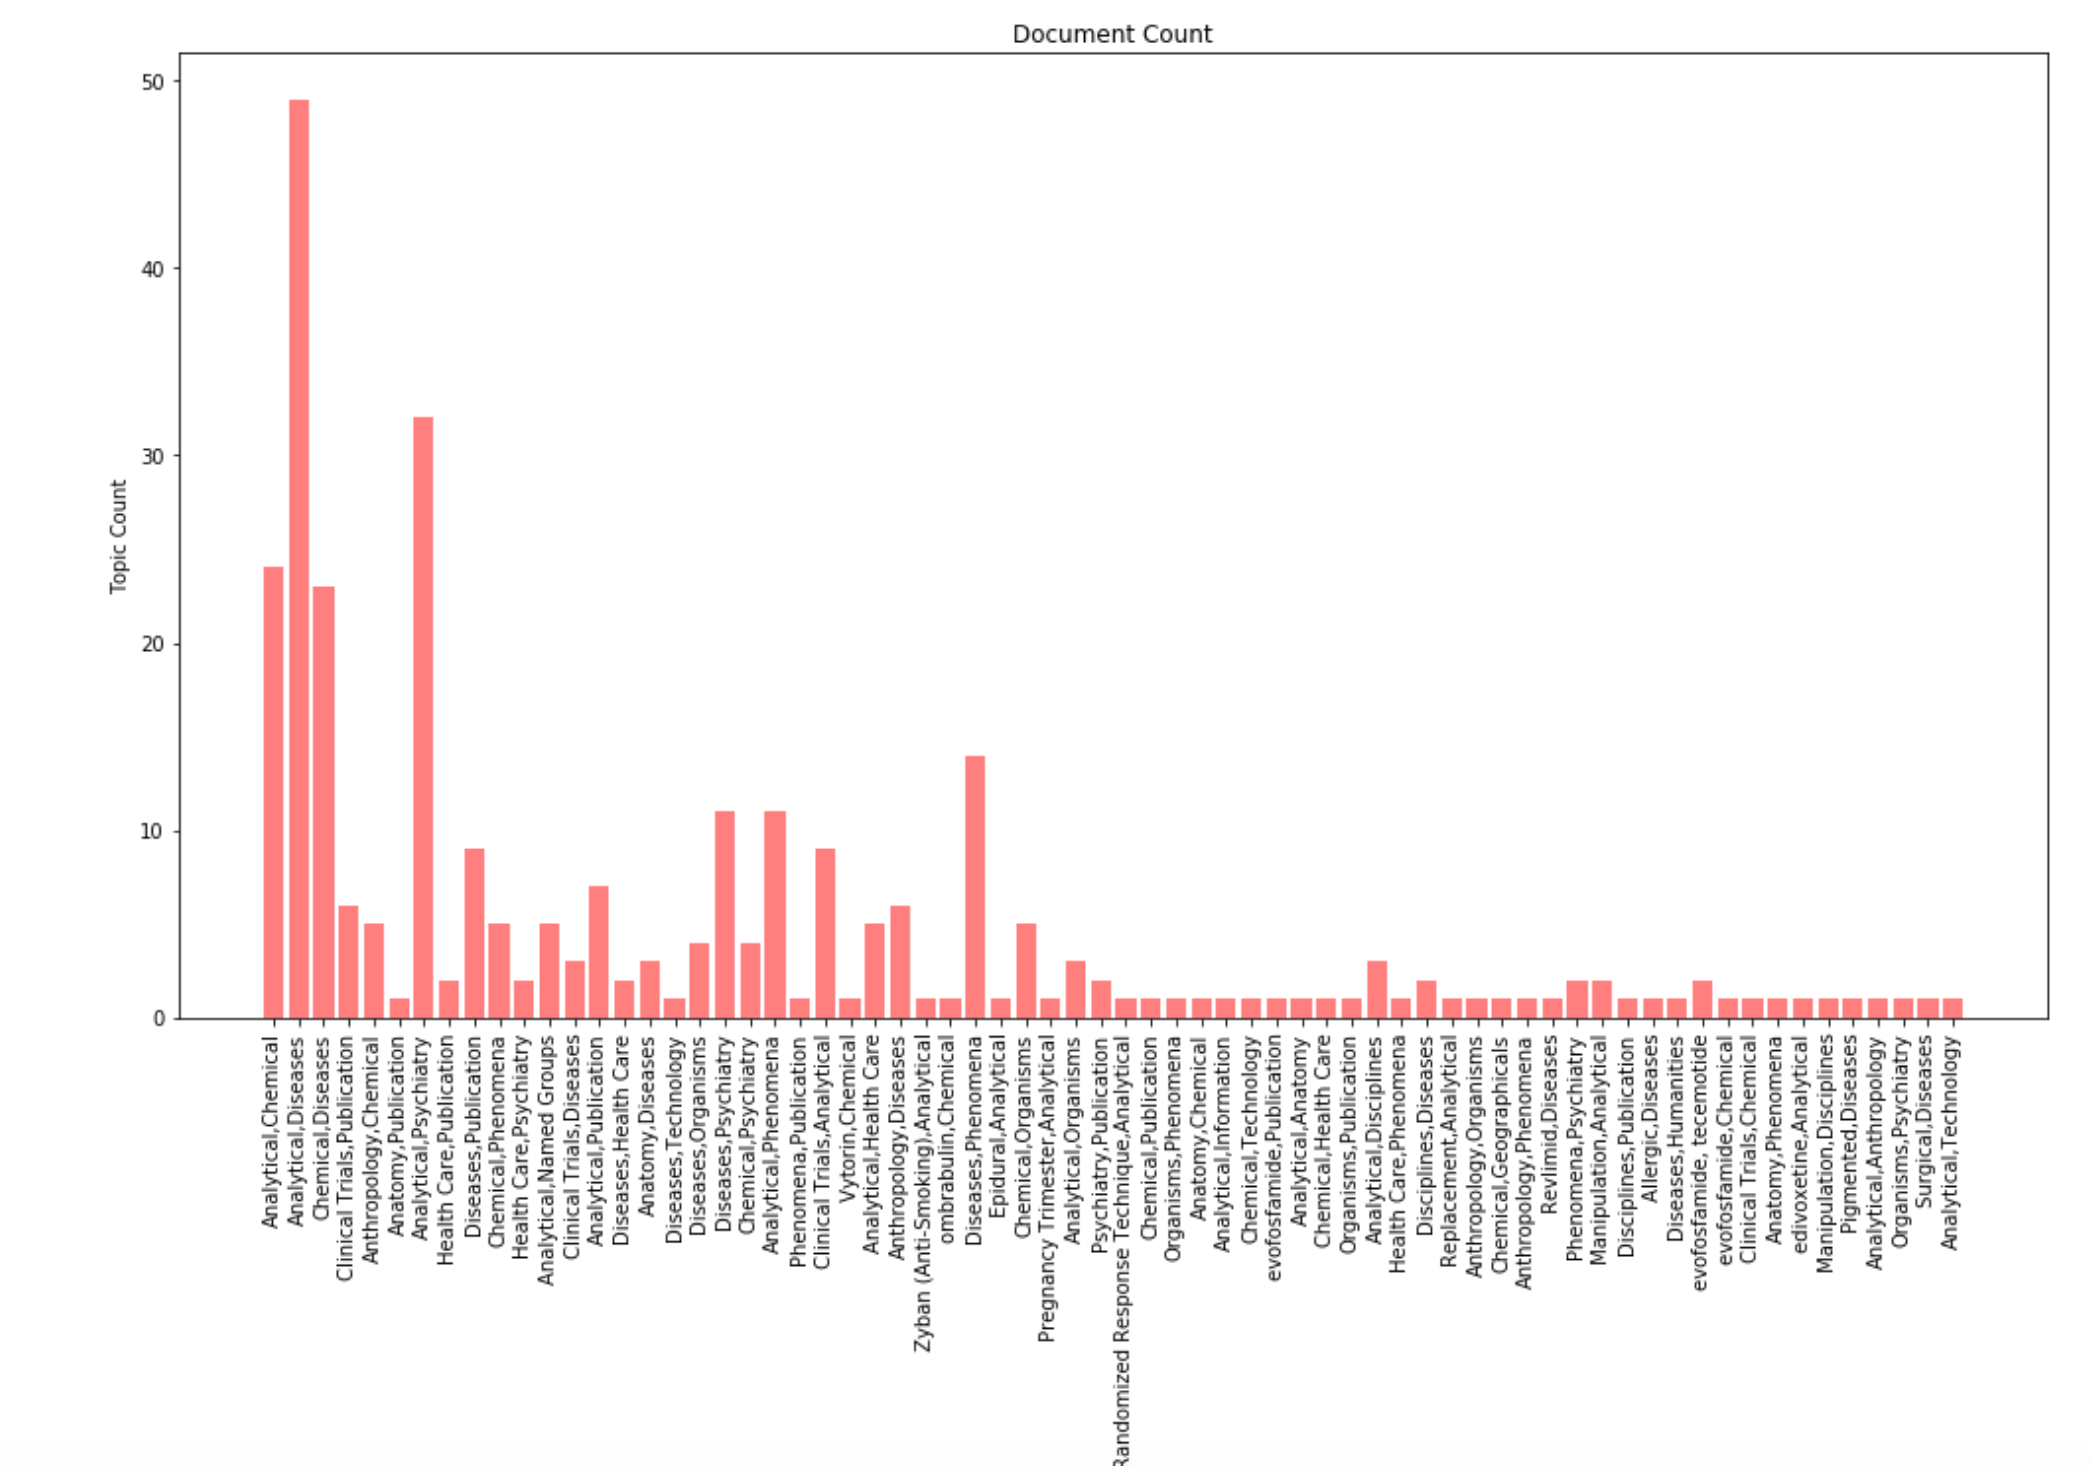 Document Count
50
40
30
20
10
0
Topic Count
Analytical,Chemical
Analytical,Diseases
Chemical,Diseases
Clinical Trials,Publication
Anthropology,Chemical
Anatomy,Publication
Analytical,Psychiatry
Health Care,Publication
Diseases,Publication
Chemical,Phenomena
Health Care,Psychiatry
Analytical,Named Groups
Clinical Trials,Diseases
Analytical,Publication
Diseases,Health Care
Anatomy,Diseases
Diseases,Technology
Diseases,Organisms
Diseases,Psychiatry
Chemical,Psychiatry
Analytical,Phenomena
Phenomena,Publication
Clinical Trials,Analytical
Vytorin,Chemical
Analytical,Health Care
Anthropology,Diseases
Zyban (Anti-Smoking),Analytical
ombrabulin,Chemical
Diseases,Phenomena
Epidural,Analytical
Chemical,Organisms
Pregnancy Trimester,Analytical
Analytical,Organisms
Psychiatry,Publication
Randomized Response Technique,Analytical
Chemical,Publication
Organisms,Phenomena
Anatomy,Chemical
Analytical,Information
Chemical,Technology
evofosfamide,Publication
Analytical,Anatomy
Chemical,Health Care
Organisms,Publication
Analytical,Disciplines
Health Care,Phenomena
Disciplines,Diseases
Replacement,Analytical
Anthropology,Organisms
Chemical,Geographicals
Anthropology,Phenomena
Revlimid,Diseases
Phenomena,Psychiatry
Manipulation,Analytical
Disciplines,Publication
Allergic,Diseases
Diseases,Humanities
evofosfamide, tecemotide
evofosfamide,Chemical
Clinical Trials,Chemical
Anatomy,Phenomena
edivoxetine,Analytical
Manipulation,Disciplines
Pigmented,Diseases
Analytical,Anthropology
Organisms,Psychiatry
Surgical,Diseases
Analytical,Technology